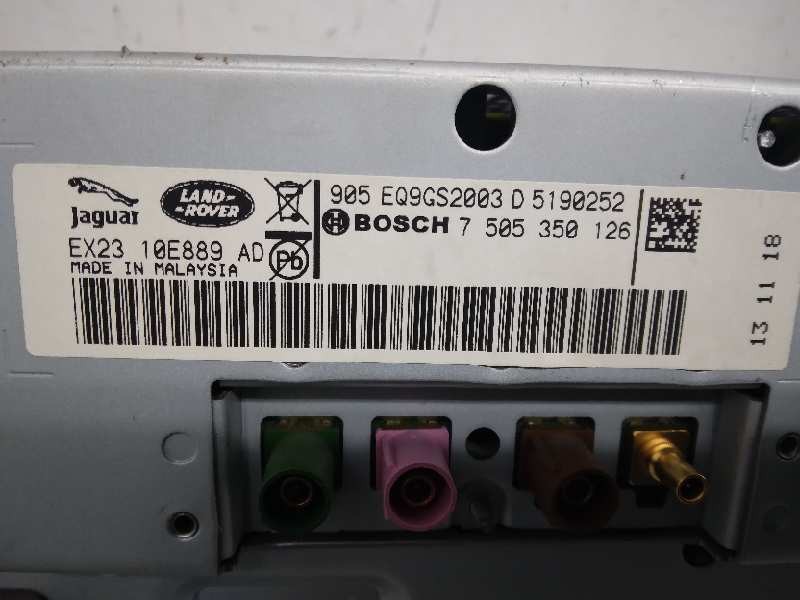 Jaguar
LAND-
-ROVER
EX23 10E889 AD
MADE IN MALAYSIA
Pb
905 EQ9GS2003 D 5190252
BOSCH 7 505 350 126
13 11 18